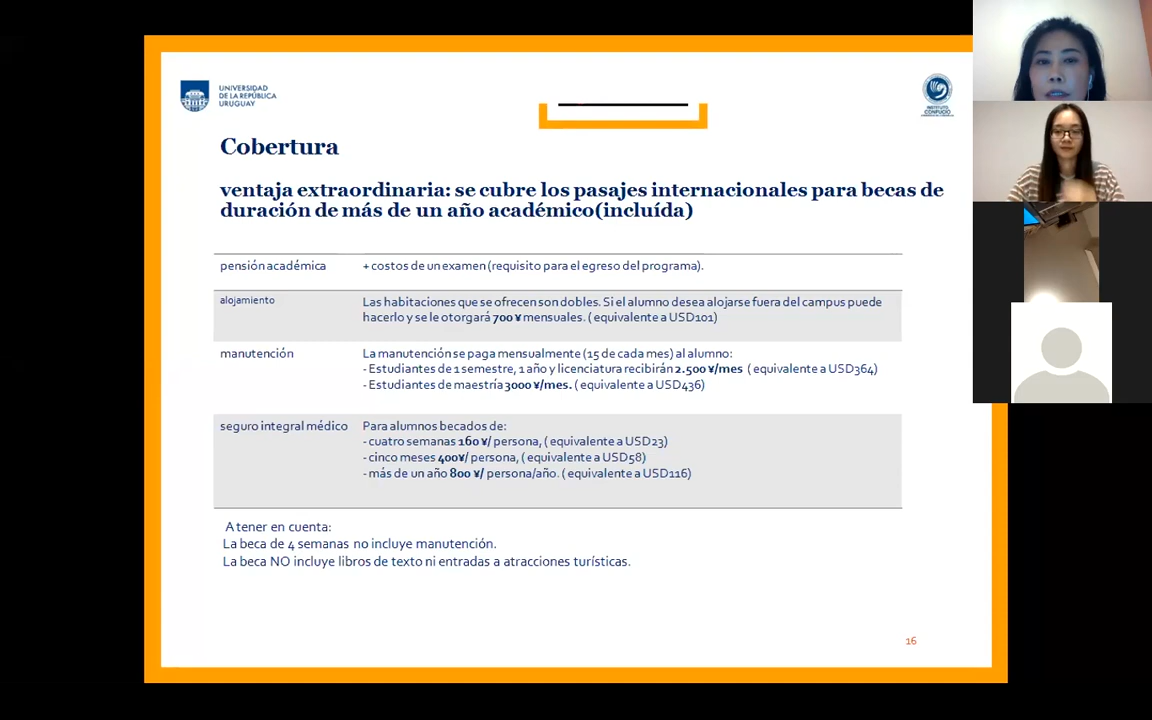 UNIVERSIDAD
DE LA REPÚBLICA
URUGUAY
INSTITUTO
CONFUCIO
Cobertura
ventaja extraordinaria: se cubre los pasajes internacionales para becas de
duración de más de un año académico(incluída)
pensión académica + costos de un examen (requisito para el egreso del programa).
alojamiento Las habitaciones que se ofrecen son dobles. Si el alumno desea alojarse fuera del campus puede
hacerlo y se le otorgará 700 ¥ mensuales. ( equivalente a USD101)
manutención La manutención se paga mensualmente (15 de cada mes) al alumno:
- Estudiantes de 1 semestre, 1 año y licenciatura recibirán 2.500 ¥/mes ( equivalente a USD364)
- Estudiantes de maestría 3000 ¥/mes. ( equivalente a USD436)
seguro integral médico Para alumnos becados de:
- cuatro semanas 160 ¥/ persona, ( equivalente a USD23)
- cinco meses 400¥/ persona, ( equivalente a USD58)
- más de un año 800 ¥/ persona/año. ( equivalente a USD116)
A tener en cuenta:
La beca de 4 semanas no incluye manutención.
La beca NO incluye libros de texto ni entradas a atracciones turísticas.
16